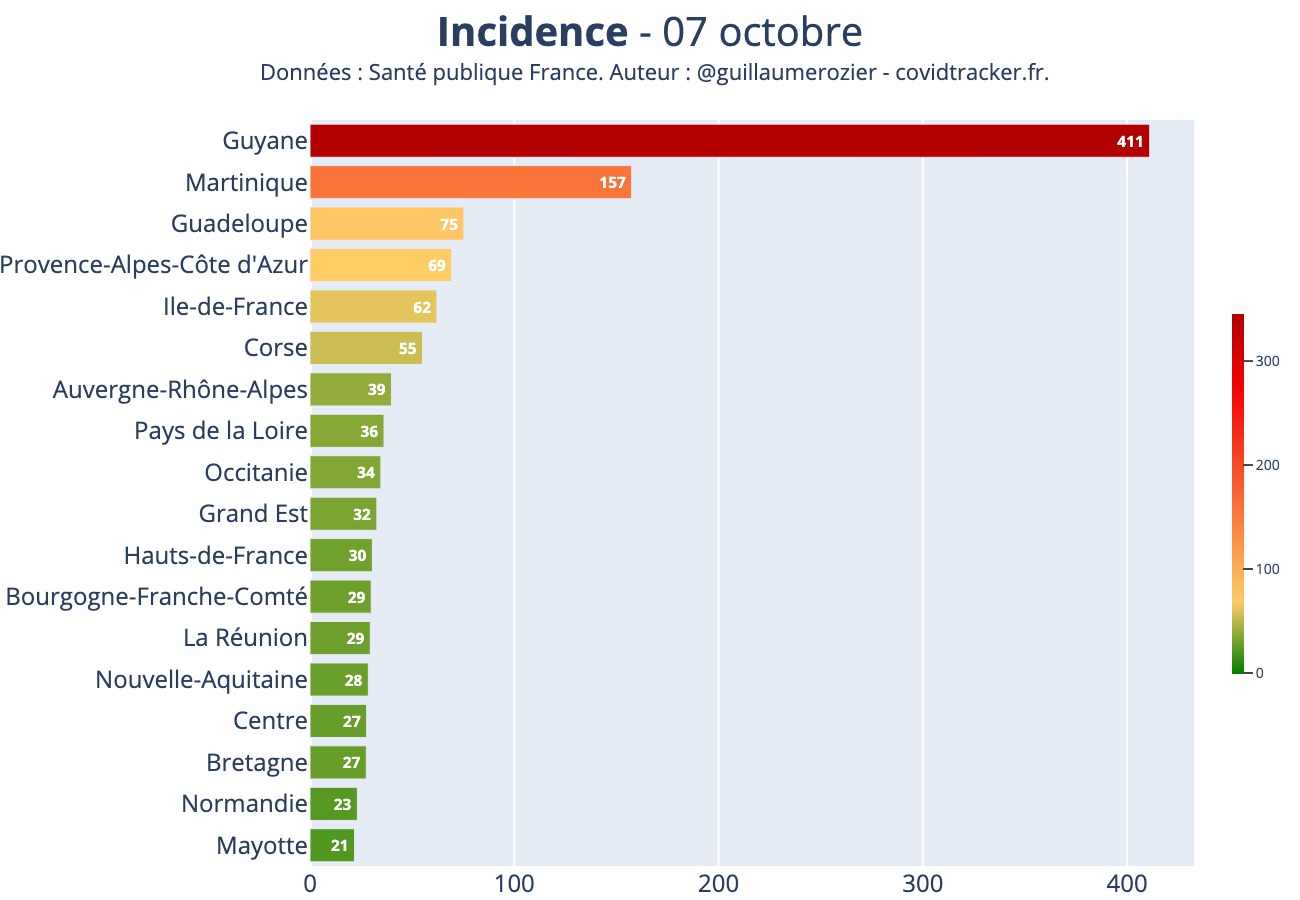 Incidence - 07 octobre
Données : Santé publique France. Auteur : @guillaumerozier - covidtracker.fr.
Guyane 411
Martinique 157
Guadeloupe 75
Provence-Alpes-Côte d'Azur 69
Ile-de-France 62
Corse 55
Auvergne-Rhône-Alpes 39
Pays de la Loire 36
Occitanie 34
Grand Est 32
Hauts-de-France 30
Bourgogne-Franche-Comté 29
La Réunion 29
Nouvelle-Aquitaine 28
Centre 27
Bretagne 27
Normandie 23
Mayotte 21
0 100 200 300 400
300
200
100
0